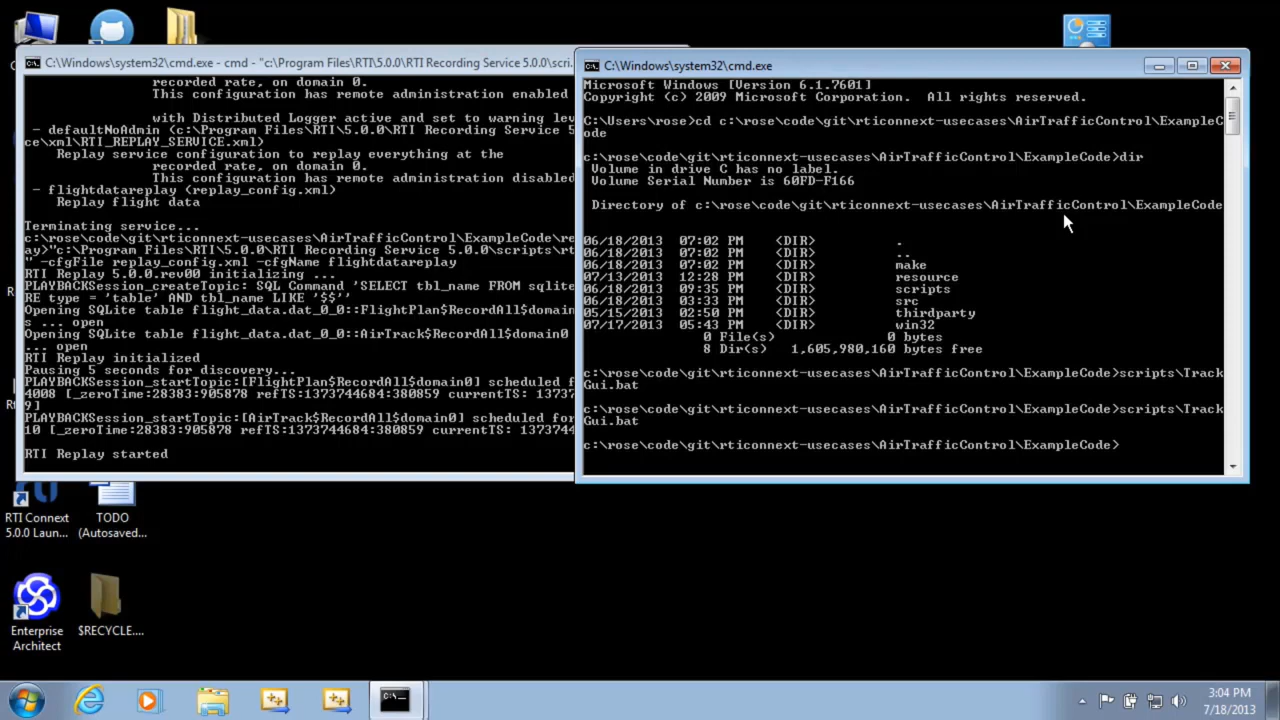 C:\Windows\system32\cmd.exe - cmd - "c:\Program Files\RTI\5.0.0\RTI Recording Service 5.0.0\scri...
recorded rate, on domain 0.
This configuration has remote administration enabled
with Distributed Logger active and set to warning lev
- defaultNoAdmin (c:\Program Files\RTI\5.0.0\RTI Recording Service 5
ce\xml\RTI_REPLAY_SERVICE.xml)
Replay service configuration to replay everything at the
recorded rate, on domain 0.
This configuration has remote administration disabled
- flightdatareplay (replay_config.xml)
Replay flight data
Terminating service...
c:\rose\code\git\rticonnext-usecases\AirTrafficControl\ExampleCode\re
ay>"c:\Program Files\RTI\5.0.0\RTI Recording Service 5.0.0\scripts\rt
" -cfgFile replay_config.xml -cfgName flightdatareplay
RTI Replay 5.0.0.rev00 initializing ...
PLAYBACKSession_createTopic: SQL Command 'SELECT tbl_name FROM sqlite
RE type = 'table' AND tbl_name LIKE '$$''
Opening SQLite table flight_data.dat_0_0::FlightPlan$RecordAll$domain
s ... open
Opening SQLite table flight_data.dat_0_0::AirTrack$RecordAll$domain0
... open
RTI Replay initialized
Pausing 5 seconds for discovery...
PLAYBACKSession_startTopic:[FlightPlan$RecordAll$domain0] scheduled f
4008 [_zeroTime:28383:905878 refTS:1373744684:380859 currentTS: 13737
9]
PLAYBACKSession_startTopic:[AirTrack$RecordAll$domain0] scheduled for
10 [_zeroTime:28383:905878 refTS:1373744684:380859 currentTS: 1373744
RTI Replay started
C:\Windows\system32\cmd.exe
Microsoft Windows [Version 6.1.7601]
Copyright (c) 2009 Microsoft Corporation. All rights reserved.
C:\Users\rose>cd c:\rose\code\git\rticonnext-usecases\AirTrafficControl\ExampleC
ode
c:\rose\code\git\rticonnext-usecases\AirTrafficControl\ExampleCode>dir
Volume in drive C has no label.
Volume Serial Number is 60FD-F166
Directory of c:\rose\code\git\rticonnext-usecases\AirTrafficControl\ExampleCode
06/18/2013 07:02 PM <DIR> .
06/18/2013 07:02 PM <DIR> ..
06/18/2013 07:02 PM <DIR> make
07/13/2013 12:28 PM <DIR> resource
06/18/2013 09:35 PM <DIR> scripts
06/18/2013 03:33 PM <DIR> src
05/15/2013 02:50 PM <DIR> thirdparty
07/17/2013 05:43 PM <DIR> win32
0 File(s) 0 bytes
8 Dir(s) 1,605,980,160 bytes free
c:\rose\code\git\rticonnext-usecases\AirTrafficControl\ExampleCode>scripts\Track
Gui.bat
c:\rose\code\git\rticonnext-usecases\AirTrafficControl\ExampleCode>scripts\Track
Gui.bat
c:\rose\code\git\rticonnext-usecases\AirTrafficControl\ExampleCode>
RTI Connext
5.0.0 Laun...
TODO
(Autosaved...
Enterprise
Architect
$RECYCLE....
3:04 PM
7/18/2013